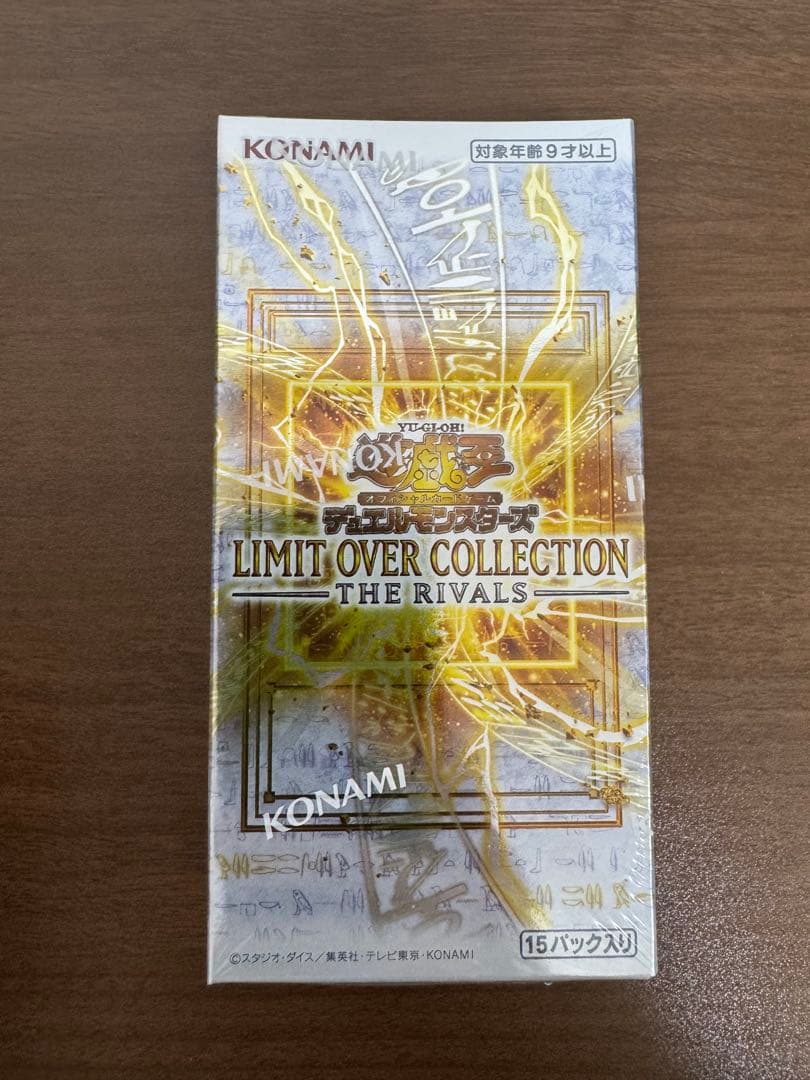 KONAMI
KONAMI
対象年齢9才以上
YU-GI-OH!
遊戯王
KONAMI
オフィシャルカードゲーム
デュエルモンスターズ
LIMIT OVER COLLECTION
THE RIVALS
KONAMI
15パック入り
©スタジオ・ダイス/集英社・テレビ東京・KONAMI